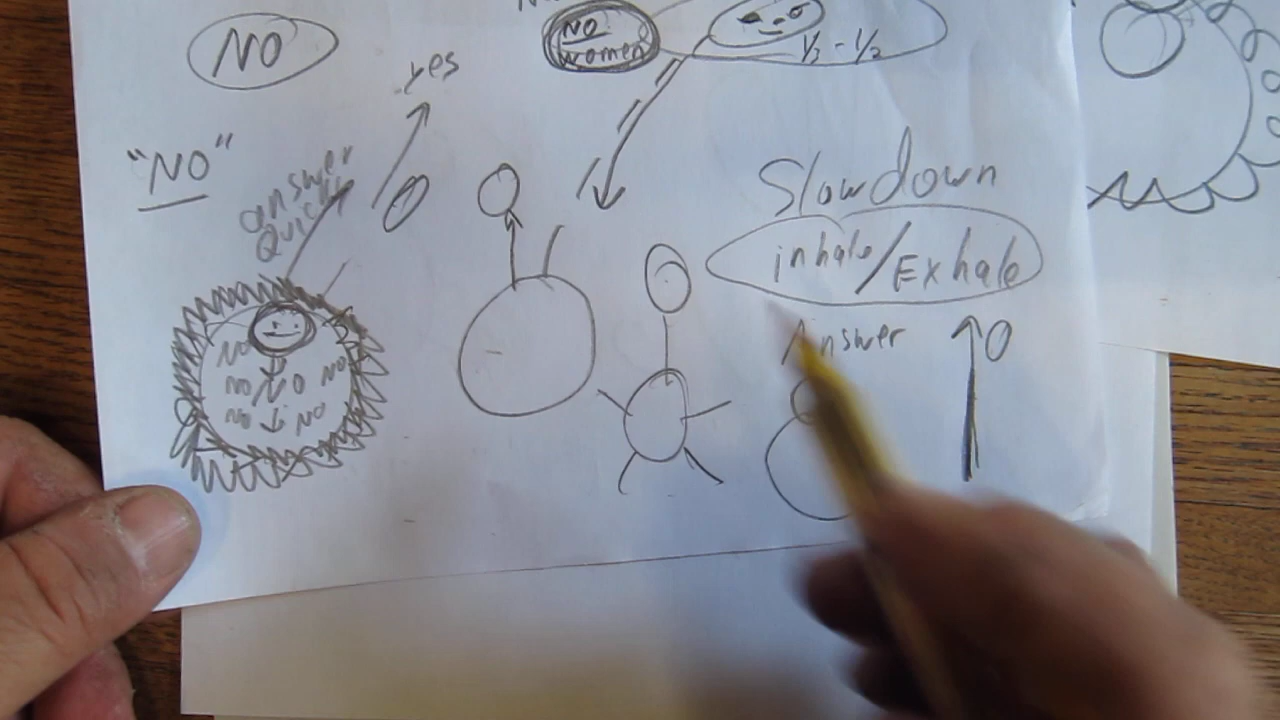 NO
NO
women
1/3 - 1/2
yes
"NO"
answer
Quickly
Slowdown
inhale/Exhale
Answer
NO
NO NO NO
NO NO